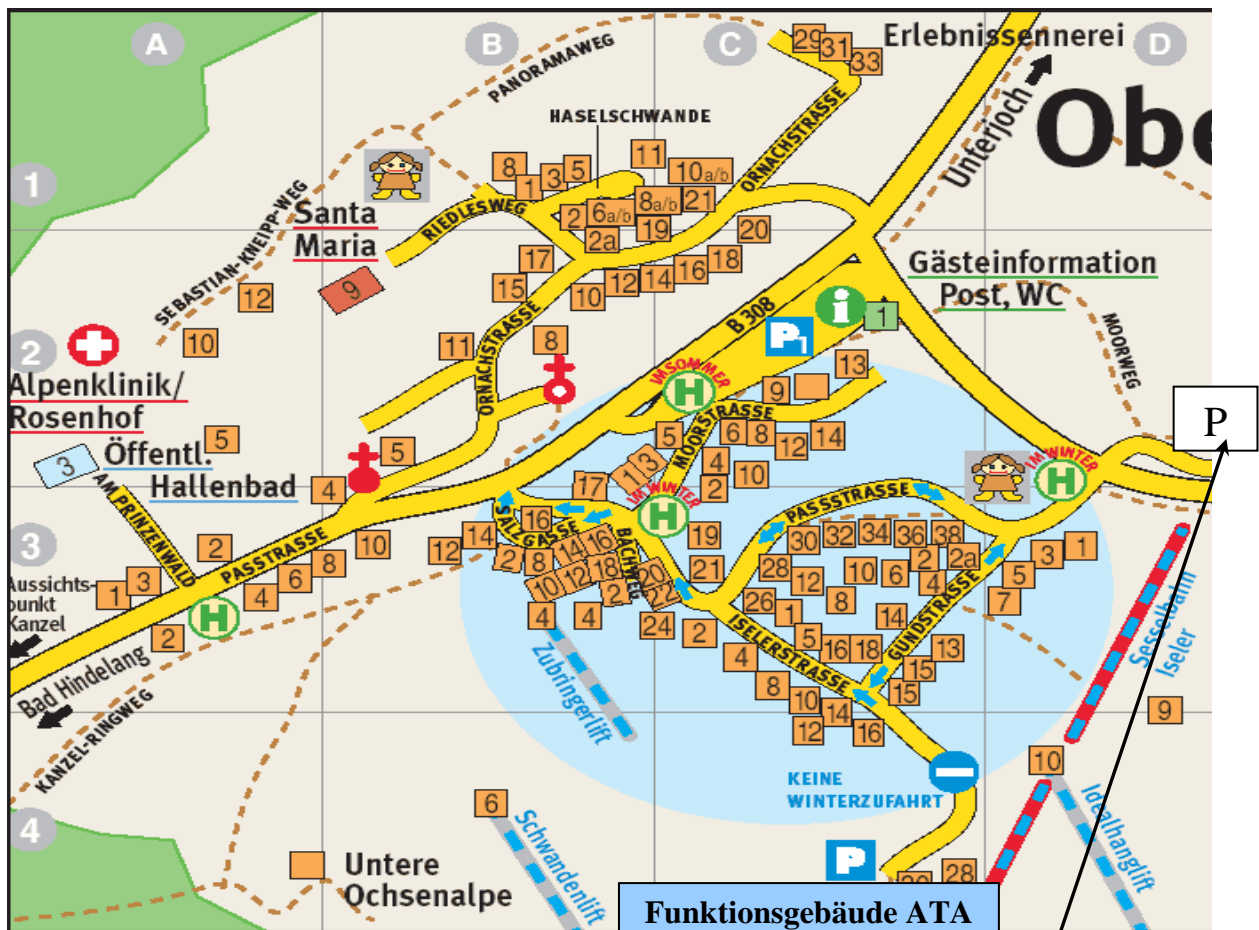 A
B
C
D
29
31
33
Erlebnissennerei
PANORAMAWEG
Unterjoch
Obe
HASELSCHWANDE
1
8
1
3
5
11
10a/b
ORNACHSTRASSE
SEBASTIAN-KNEIPP-WEG
Santa
Maria
RIEDLESWEG
2
6a/b
8a/b
21
2a
19
20
9
17
15
10
12
14
16
18
Gästeinformation
Post, WC
12
10
B 308
i
1
P1
MOORWEG
2
Alpenklinik/
Rosenhof
11
ORNACHSTRASSE
8
IM SOMMER
H
13
9
P
MOORSTRASSE
5
6
8
12
14
3
Öffentl.
Hallenbad
5
5
4
1
3
4
10
2
IM WINTER
H
AM PRINZENWALD
17
IM WINTER
H
PASSTRASSE
3
PASSTRASSE
2
10
8
6
4
12
14
16
SALZGASSE
2
8
14
16
10
12
18
2
BACHWEG
20
22
19
21
30
32
34
36
38
28
12
10
6
2
2a
4
3
1
5
7
Aussichts-
punkt
Kanzel
1
3
2
H
4
4
24
2
26
1
8
14
5
16
18
GUNDSTRASSE
13
15
15
ISELERSTRASSE
4
8
10
12
14
16
Bad Hindelang
KANZEL-RINGWEG
Zubringerlift
Sesselbahn
Iseler
9
10
KEINE
WINTERZUFAHRT
4
6
Schwandenlift
Idealhanglift
Untere
Ochsenalpe
P
28
Funktionsgebäude ATA